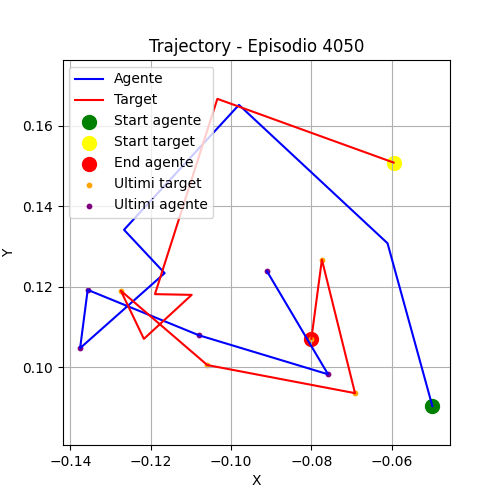 Trajectory - Episodio 4050
Agente
Target
Start agente
Start target
End agente
Ultimi target
Ultimi agente
0.16
0.14
0.12
0.10
Y
−0.14
−0.12
−0.10
−0.08
−0.06
X